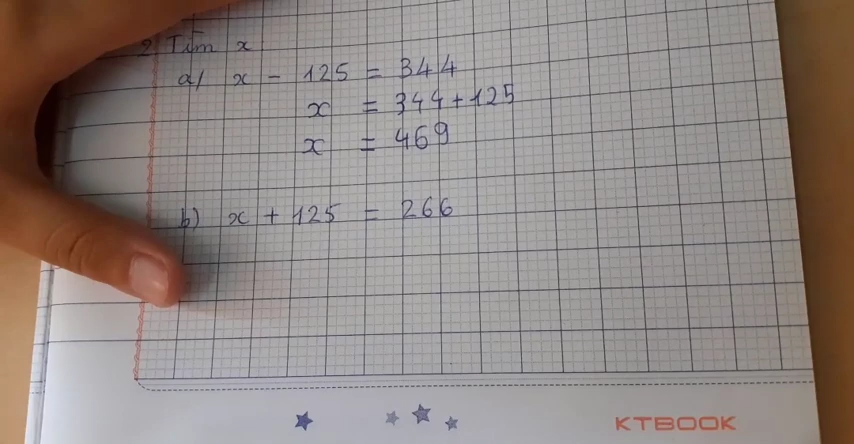 2. Tìm x
a) x - 125 = 344
x = 344 + 125
x = 469
b) x + 125 = 266
KTBOOK